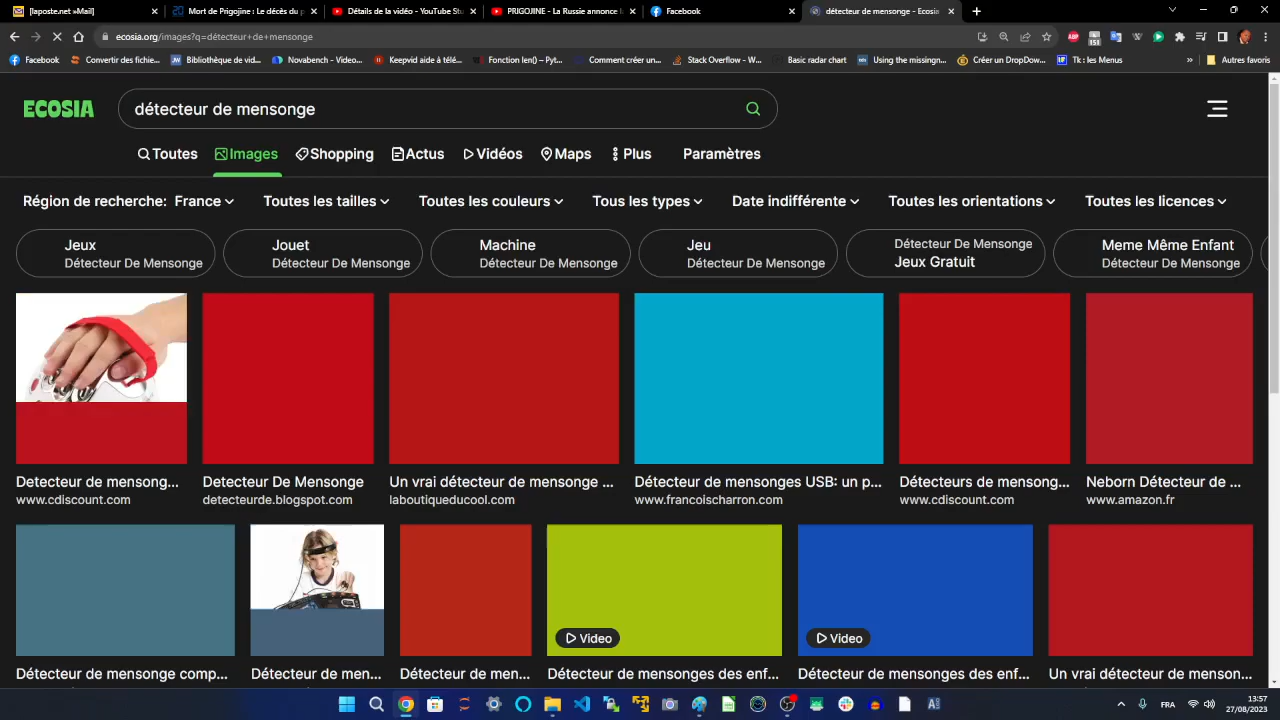 [laposte.net »Mail]
Mort de Prigojine : Le décès du p
Détails de la vidéo - YouTube Stu
PRIGOJINE - La Russie annonce l
Facebook
détecteur de mensonge - Ecosi
ecosia.org/images?q=détecteur+de+mensonge
ABP
151
Facebook
Convertir des fichie...
Bibliothèque de vid...
Novabench - Video...
Keepvid aide à télé...
Fonction len() – Pyt...
Comment créer un...
Stack Overflow - W...
Basic radar chart
Using the missingn...
Créer un DropDow...
Tk : les Menus
»
Autres favoris
ECOSIA
détecteur de mensonge
Toutes
Images
Shopping
Actus
Vidéos
Maps
Plus
Paramètres
Région de recherche: France
Toutes les tailles
Toutes les couleurs
Tous les types
Date indifférente
Toutes les orientations
Toutes les licences
Jeux
Détecteur De Mensonge
Jouet
Détecteur De Mensonge
Machine
Détecteur De Mensonge
Jeu
Détecteur De Mensonge
Détecteur De Mensonge
Jeux Gratuit
Meme Même Enfant
Détecteur De Mensonge
Detecteur de mensong...
www.cdiscount.com
Detecteur De Mensonge
detecteurde.blogspot.com
Un vrai détecteur de mensonge ...
laboutiqueducool.com
Détecteur de mensonges USB: un p...
www.francoischarron.com
Détecteurs de mensong...
www.cdiscount.com
Neborn Détecteur de ...
www.amazon.fr
Video
Video
Détecteur de mensonge comp...
Détecteur de men...
Détecteur de men...
Détecteur de mensonges des enf...
Détecteur de mensonges des enf...
Un vrai détecteur de menson...
FRA
13:57
27/08/2023